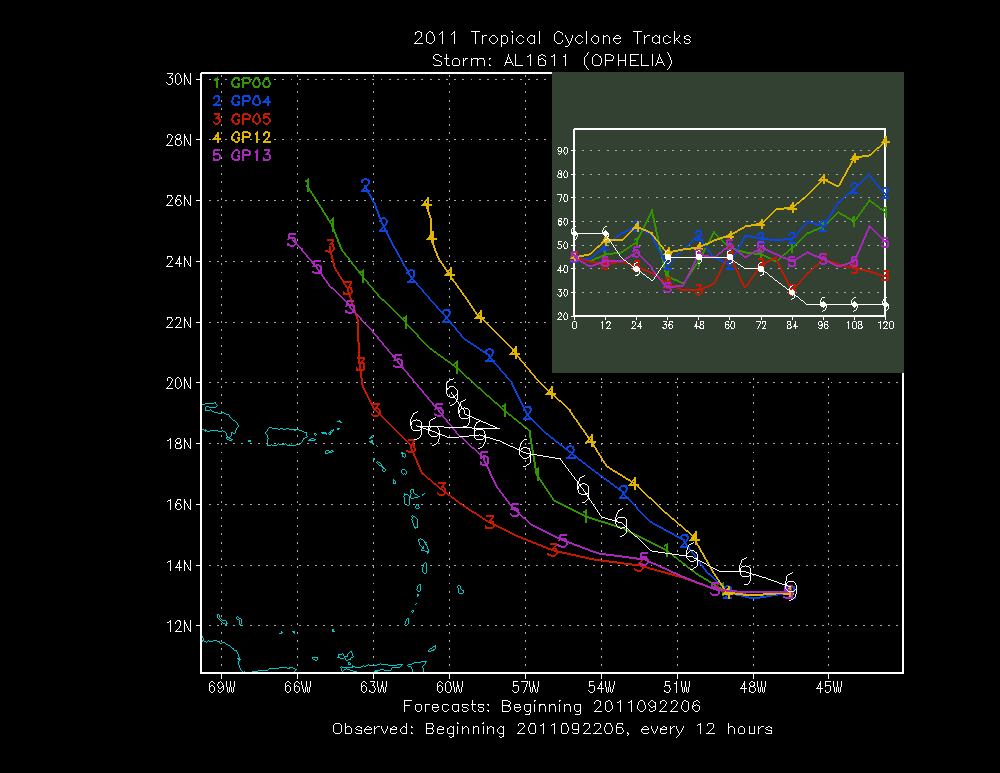 2011 Tropical Cyclone Tracks
Storm: AL1611 (OPHELIA)
30N
28N
26N
24N
22N
20N
18N
16N
14N
12N
1 GP00
2 GP04
3 GP05
4 GP12
5 GP13
90
80
70
60
50
40
30
20
0 12 24 36 48 60 72 84 96 108 120
69W 66W 63W 60W 57W 54W 51W 48W 45W
Forecasts: Beginning 2011092206
Observed: Beginning 2011092206, every 12 hours